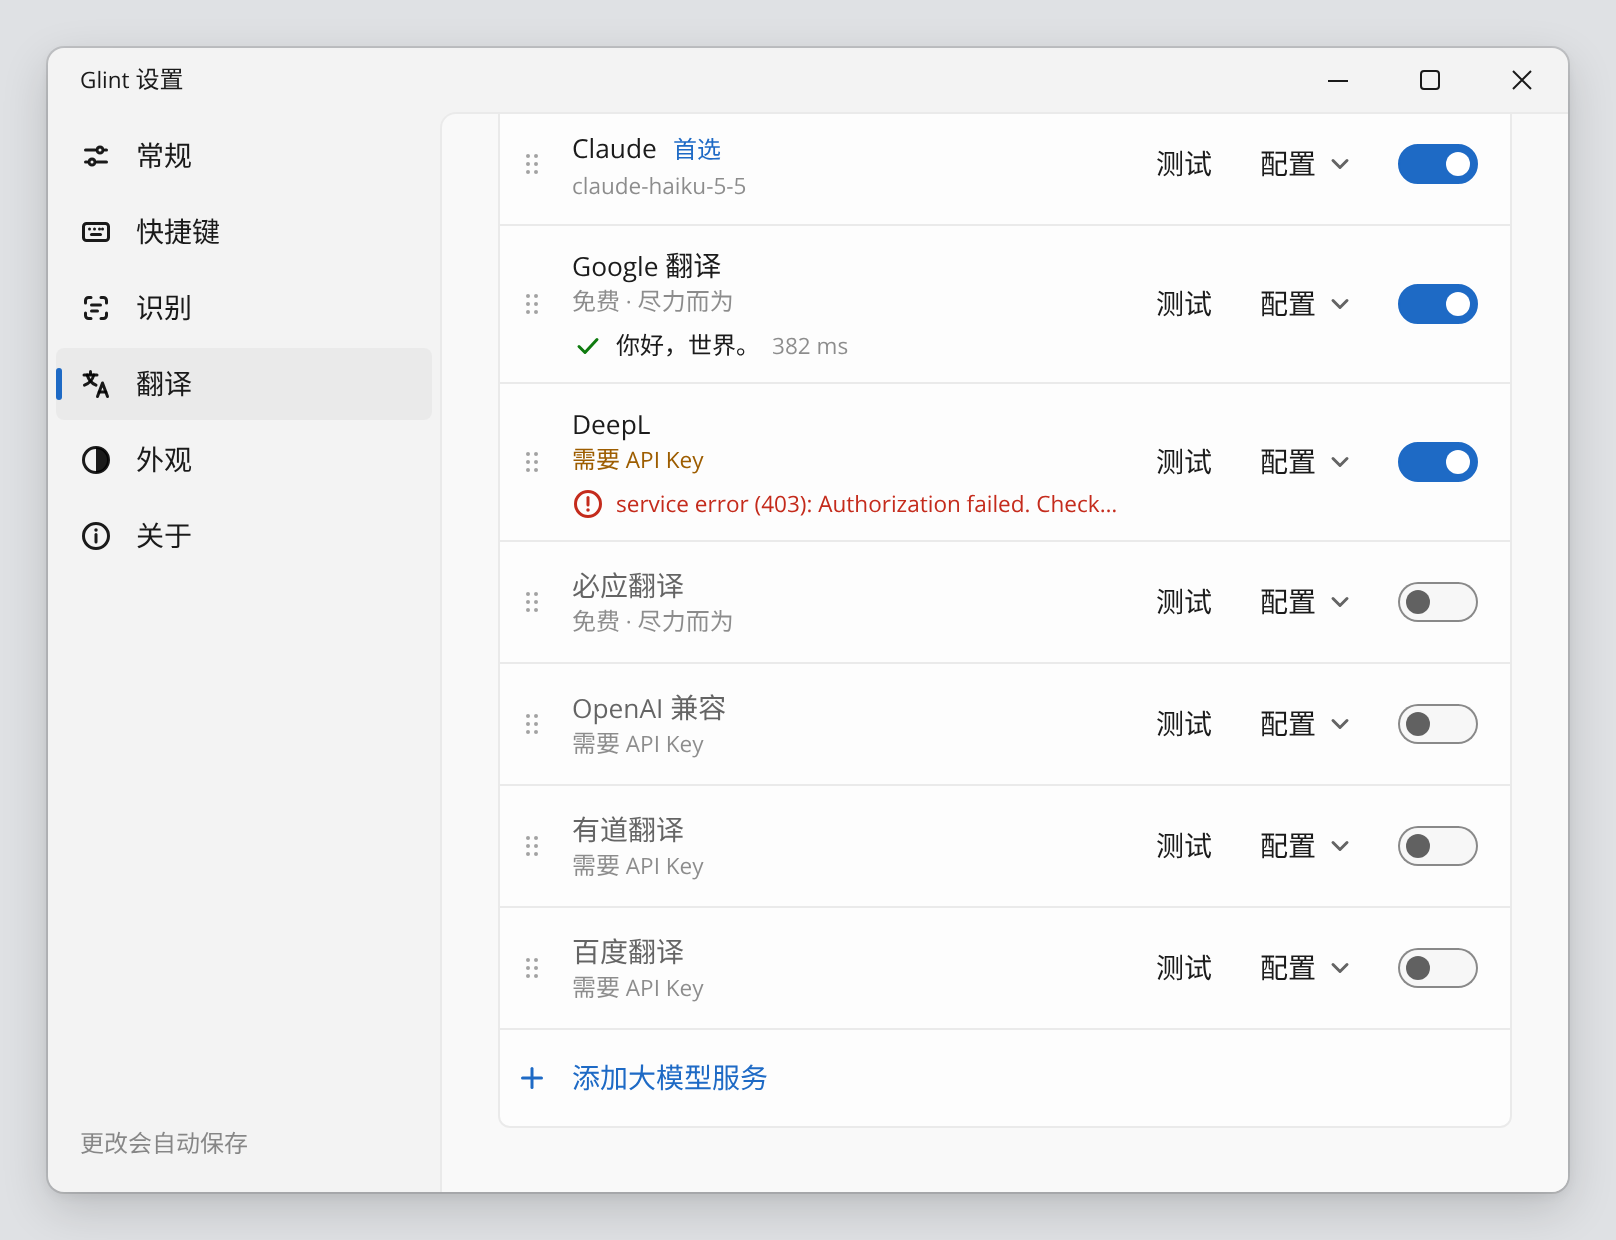 Glint 设置
常规
快捷键
识别
翻译
外观
关于
更改会自动保存
Claude 首选
claude-haiku-5-5
测试 配置
Google 翻译
免费 · 尽力而为
你好，世界。 382 ms
测试 配置
DeepL
需要 API Key
service error (403): Authorization failed. Check...
测试 配置
必应翻译
免费 · 尽力而为
测试 配置
OpenAI 兼容
需要 API Key
测试 配置
有道翻译
需要 API Key
测试 配置
百度翻译
需要 API Key
测试 配置
添加大模型服务